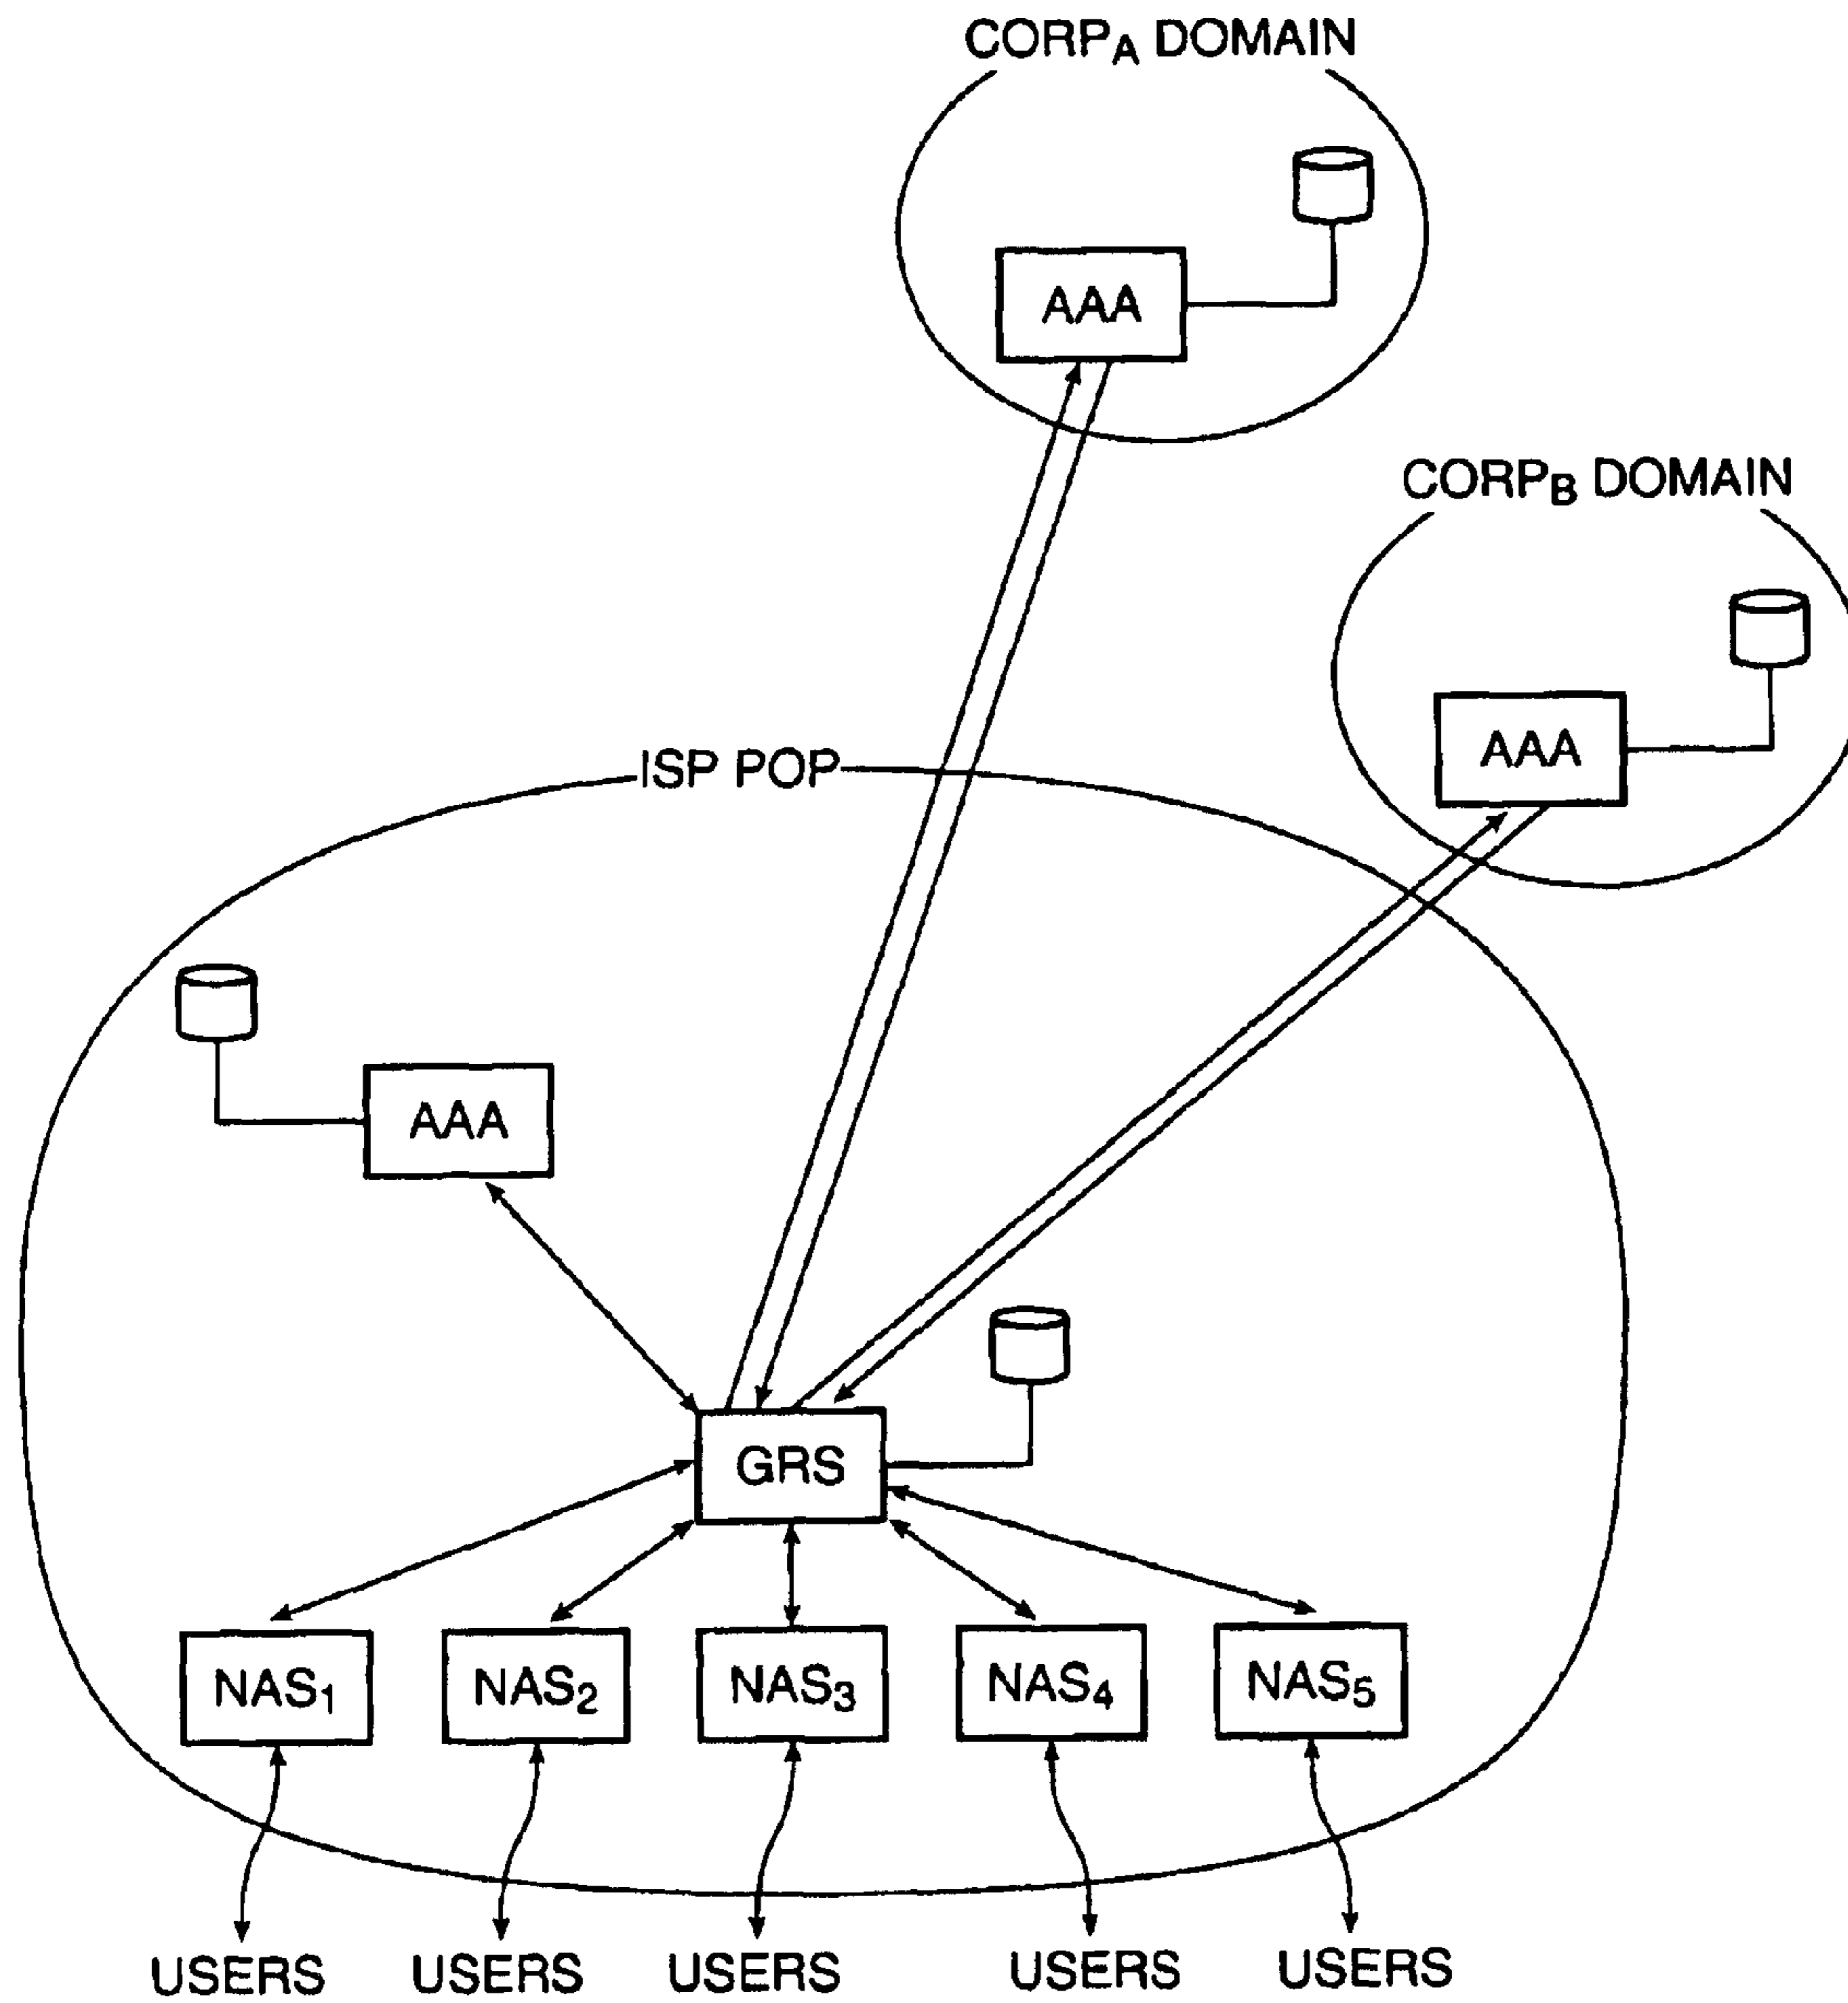 CORPA DOMAIN
AAA
CORPB DOMAIN
AAA
ISP POP
AAA
GRS
NAS1 NAS2 NAS3 NAS4 NAS5
USERS USERS USERS USERS USERS